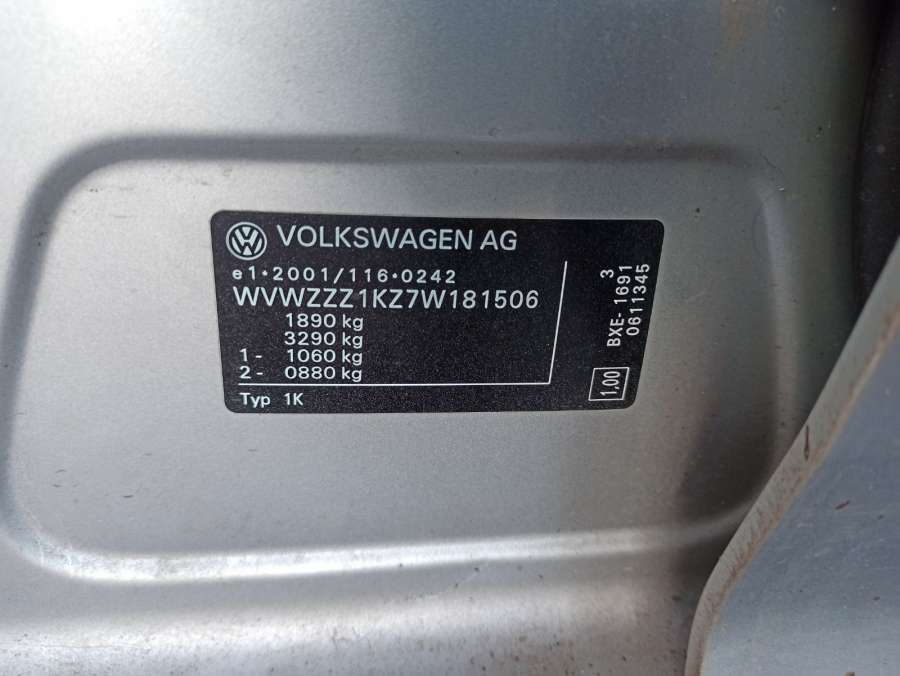 VOLKSWAGEN AG
e1•2001/116•0242
WVWZZZ1KZ7W181506
1890 kg
3290 kg
1 - 1060 kg
2 - 0880 kg
Typ 1K
3
BXE-1691
0611345
1,00